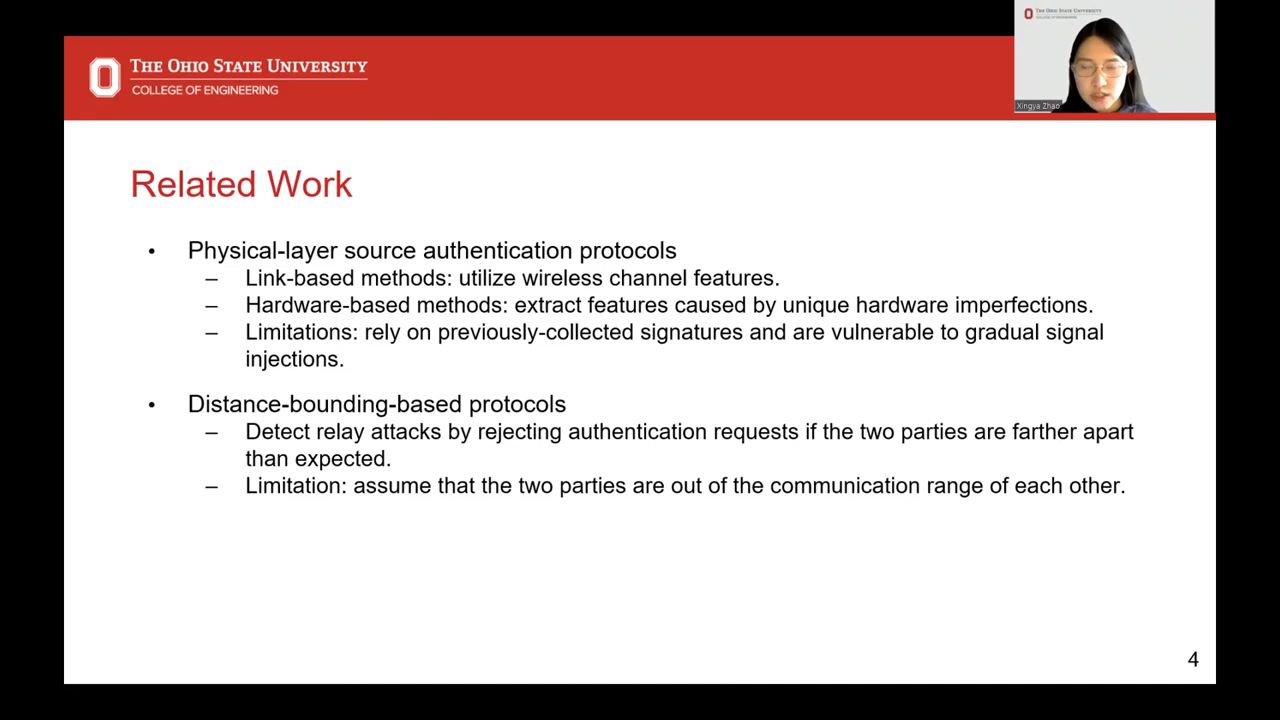 THE OHIO STATE UNIVERSITY
COLLEGE OF ENGINEERING
THE OHIO STATE UNIVERSITY
COLLEGE OF ENGINEERING
Xingya Zhao
Related Work
• Physical-layer source authentication protocols
– Link-based methods: utilize wireless channel features.
– Hardware-based methods: extract features caused by unique hardware imperfections.
– Limitations: rely on previously-collected signatures and are vulnerable to gradual signal
injections.
• Distance-bounding-based protocols
– Detect relay attacks by rejecting authentication requests if the two parties are farther apart
than expected.
– Limitation: assume that the two parties are out of the communication range of each other.
4